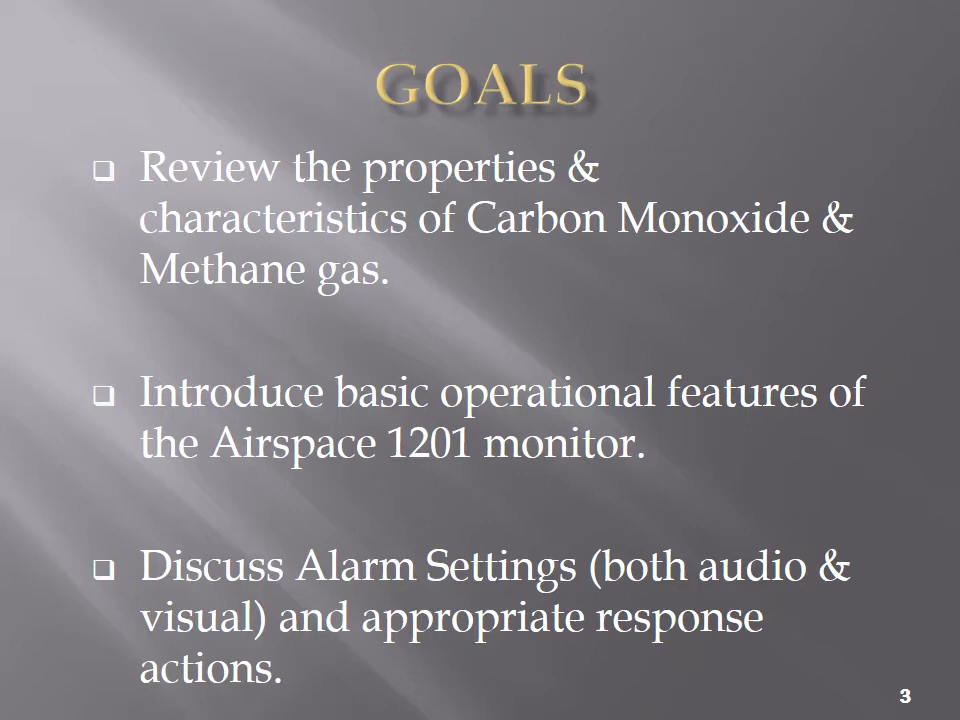 GOALS
Review the properties &
characteristics of Carbon Monoxide &
Methane gas.
Introduce basic operational features of
the Airspace 1201 monitor.
Discuss Alarm Settings (both audio &
visual) and appropriate response
actions.
3